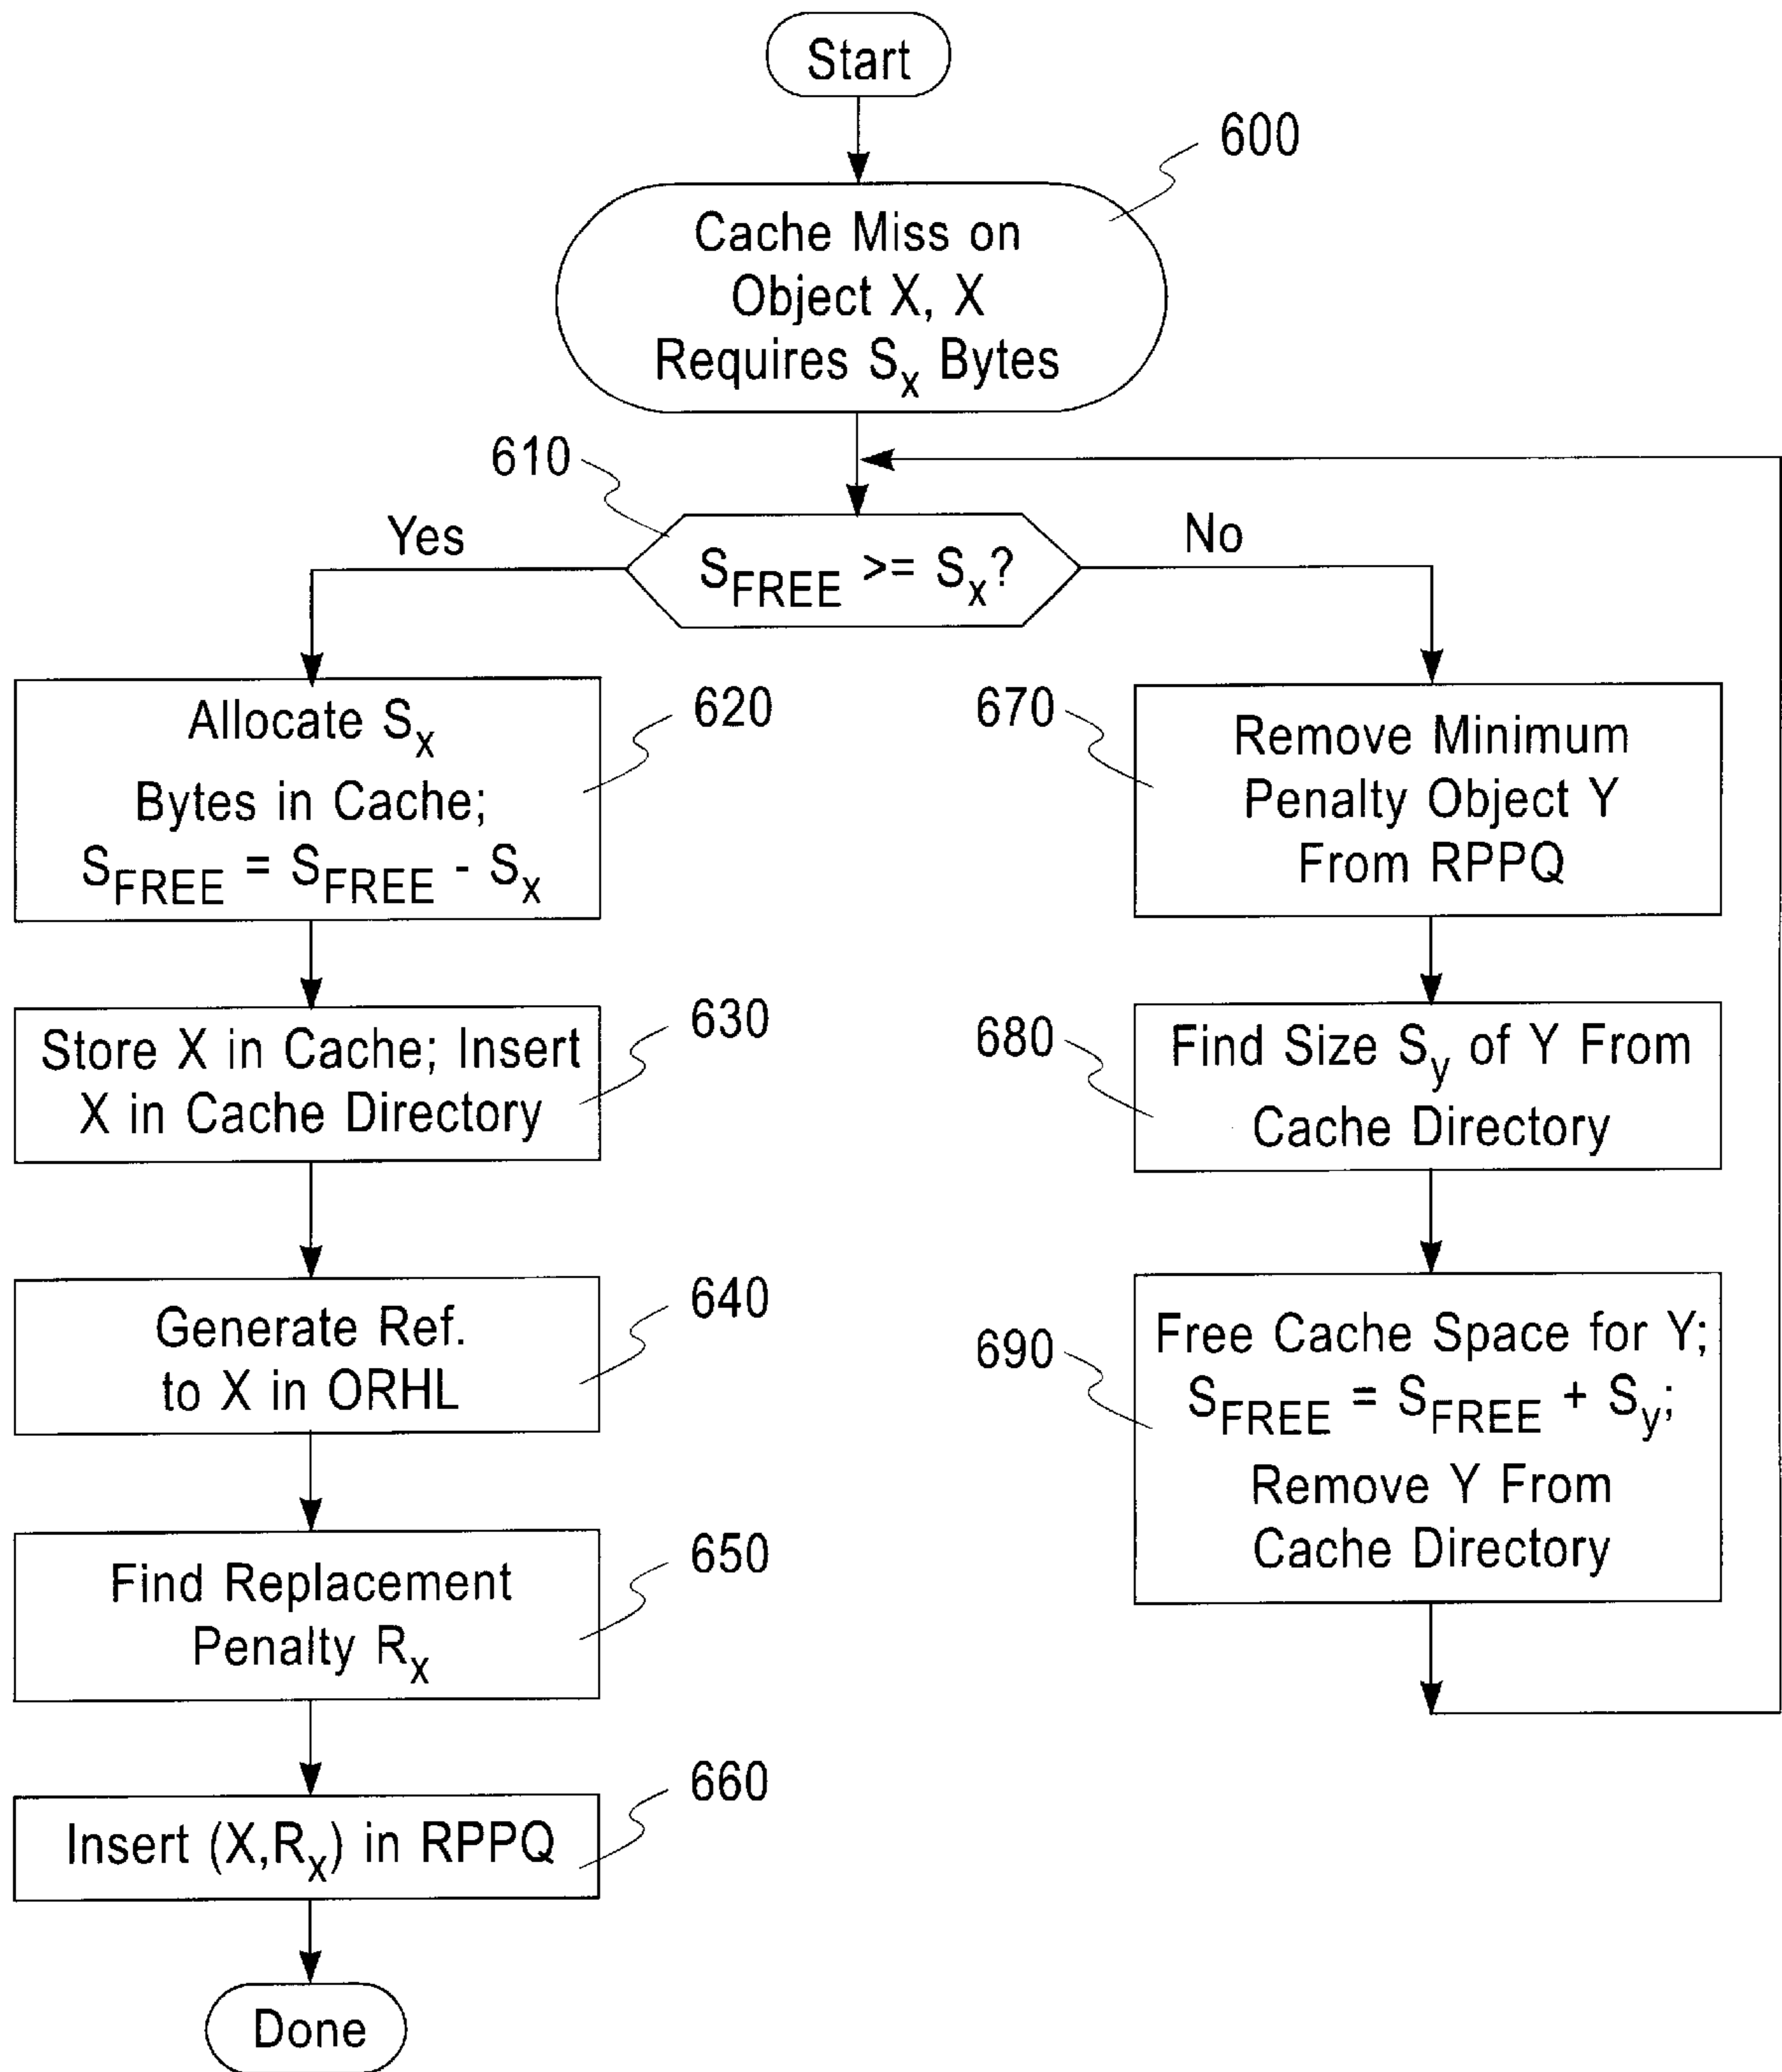 Start
600
Cache Miss on
Object X, X
Requires Sx Bytes
610
Yes
No
SFREE >= Sx?
Allocate Sx
Bytes in Cache;
SFREE = SFREE - Sx
620
670
Remove Minimum
Penalty Object Y
From RPPQ
Store X in Cache; Insert
X in Cache Directory
630
680
Find Size Sy of Y From
Cache Directory
Generate Ref.
to X in ORHL
640
690
Free Cache Space for Y;
SFREE = SFREE + Sy;
Remove Y From
Cache Directory
Find Replacement
Penalty Rx
650
Insert (X,Rx) in RPPQ
660
Done